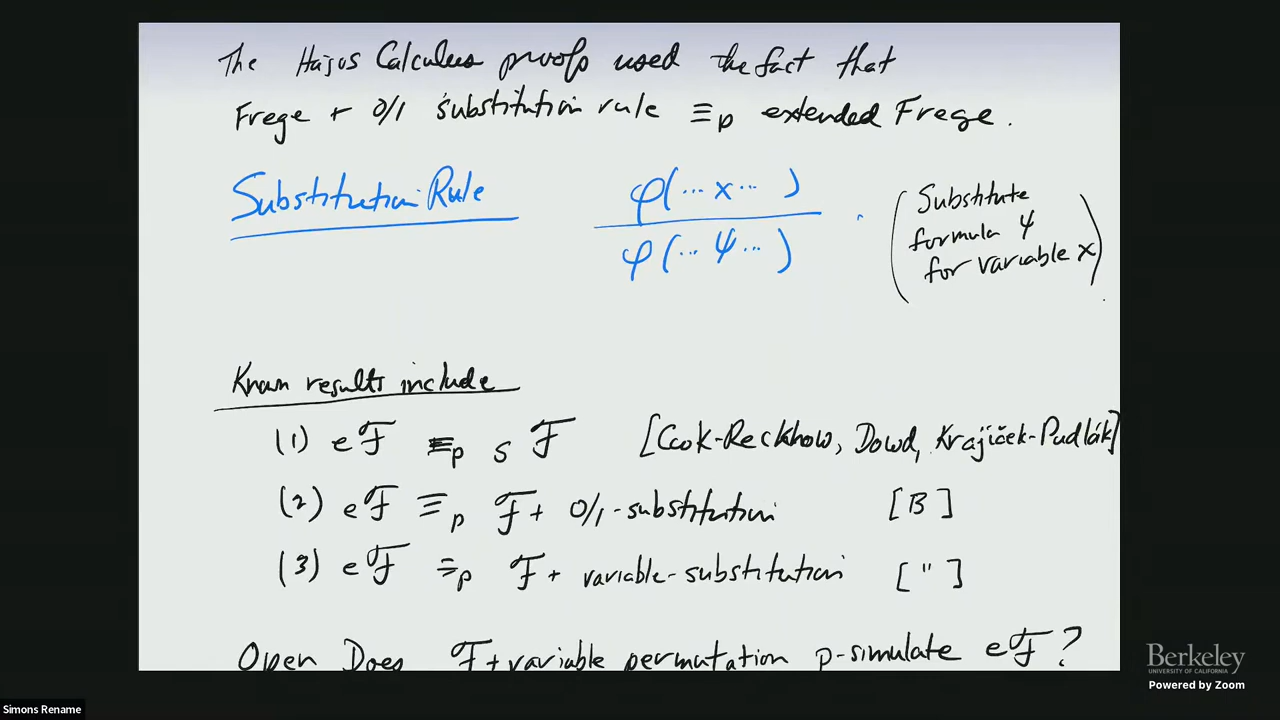 The Hajos Calculus proofs used the fact that
Frege + 0/1 substitution rule ≡p extended Frege.
Substitution Rule
φ(... x ... )
φ(... ψ ... )
(Substitute
formula ψ
for variable x)
Known results include
(1) eF ≡p sF [Cook-Reckhow, Dowd, Krajíček-Pudlák]
(2) eF ≡p F + 0/1-substitution [B]
(3) eF ≡p F + variable-substitution [ " ]
Open Does F + variable permutation p-simulate eF?
Berkeley
UNIVERSITY OF CALIFORNIA
Powered by Zoom
Simons Rename